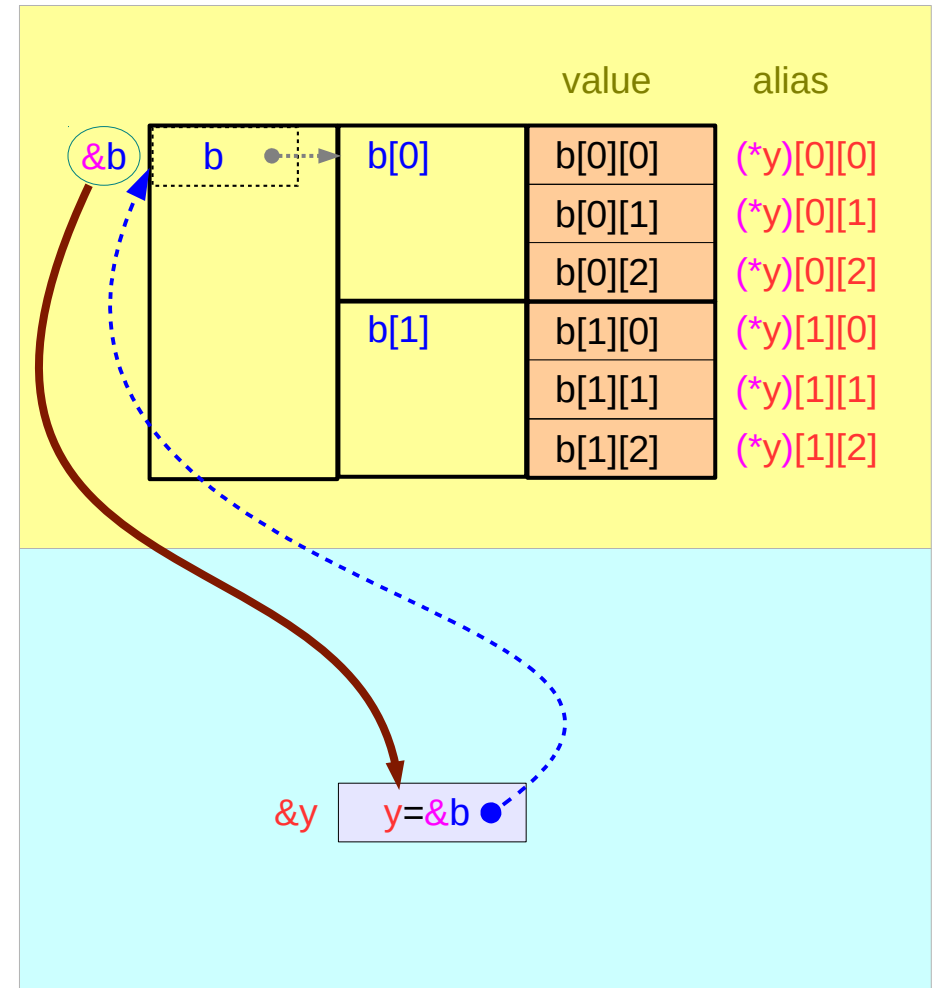 value alias
&b b b[0] b[0][0] (*y)[0][0]
b[0][1] (*y)[0][1]
b[0][2] (*y)[0][2]
b[1] b[1][0] (*y)[1][0]
b[1][1] (*y)[1][1]
b[1][2] (*y)[1][2]
&y y=&b